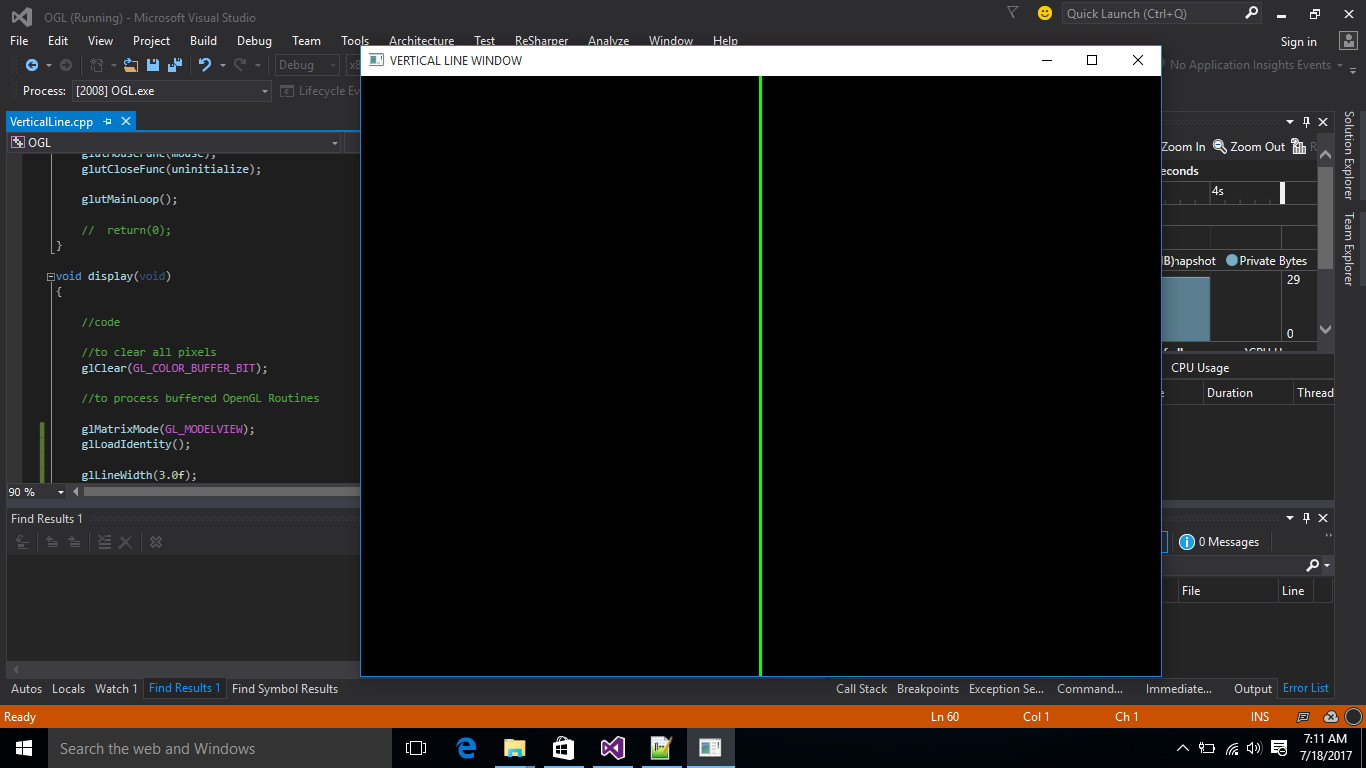 OGL (Running) - Microsoft Visual Studio
Quick Launch (Ctrl+Q)
File Edit View Project Build Debug Team Tools Architecture Test ReSharper Analyze Window Help
Sign in
Debug
No Application Insights Events
Process: [2008] OGL.exe
Lifecycle
VERTICAL LINE WINDOW
VerticalLine.cpp
OGL
glutMouseFunc(mouse);
glutCloseFunc(uninitialize);
glutMainLoop();
// return(0);
}
void display(void)
{
//code
//to clear all pixels
glClear(GL_COLOR_BUFFER_BIT);
//to process buffered OpenGL Routines
glMatrixMode(GL_MODELVIEW);
glLoadIdentity();
glLineWidth(3.0f);
90 %
Zoom In Zoom Out
4s
Private Bytes
29
0
CPU Usage
Duration Thread
Solution Explorer
Team Explorer
Find Results 1
0 Messages
File Line
Autos Locals Watch 1 Find Results 1 Find Symbol Results
Call Stack Breakpoints Exception Se... Command... Immediate... Output Error List
Ready
Ln 60 Col 1 Ch 1 INS
Search the web and Windows
7:11 AM
7/18/2017